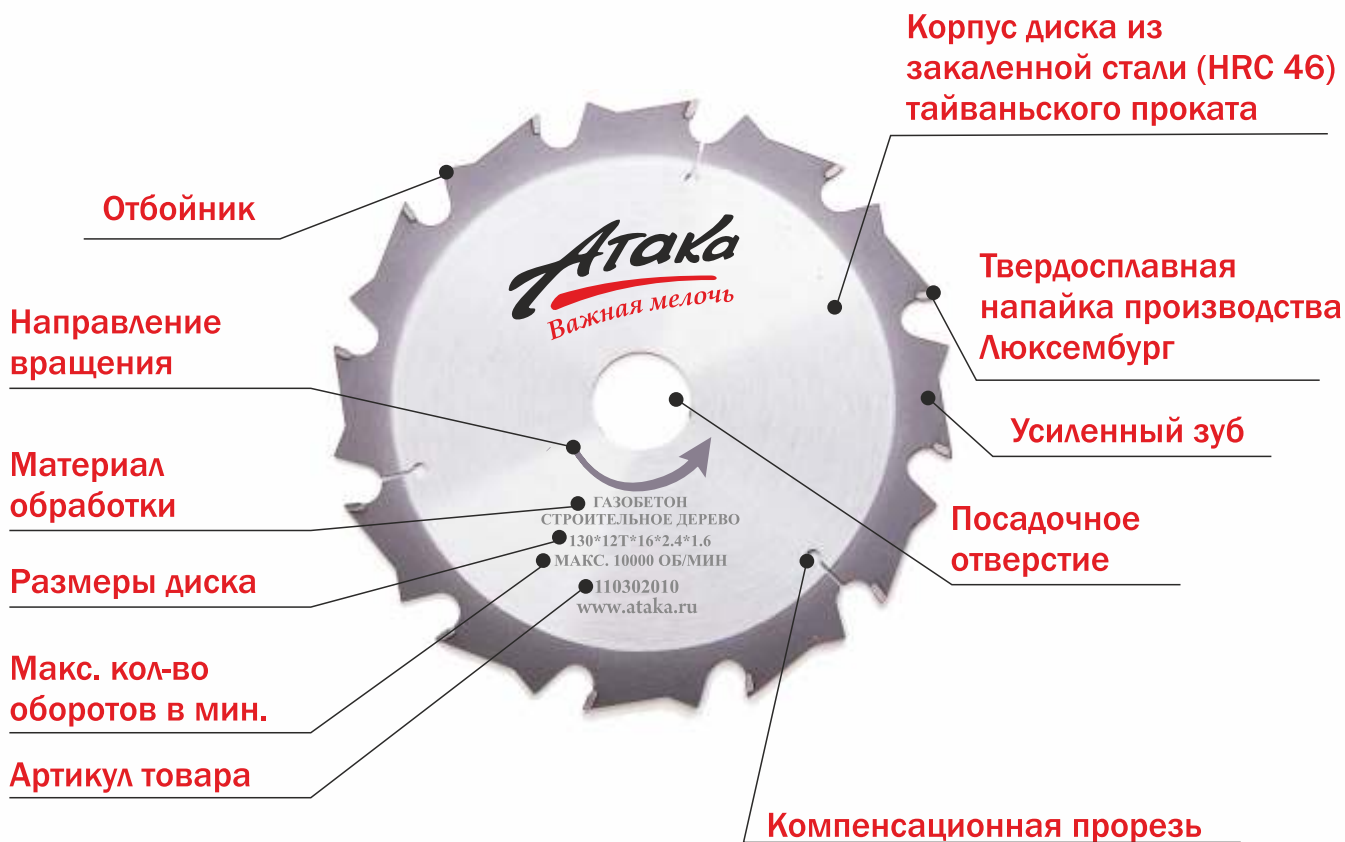 Корпус диска из
закаленной стали (HRC 46)
тайваньского проката
Отбойник
Атака
Важная мелочь
Твердосплавная
напайка производства
Люксембург
Направление
вращения
Усиленный зуб
Материал
обработки
ГАЗОБЕТОН
СТРОИТЕЛЬНОЕ ДЕРЕВО
130*12Т*16*2.4*1.6
МАКС. 10000 ОБ/МИН
110302010
www.ataka.ru
Посадочное
отверстие
Размеры диска
Макс. кол-во
оборотов в мин.
Артикул товара
Компенсационная прорезь